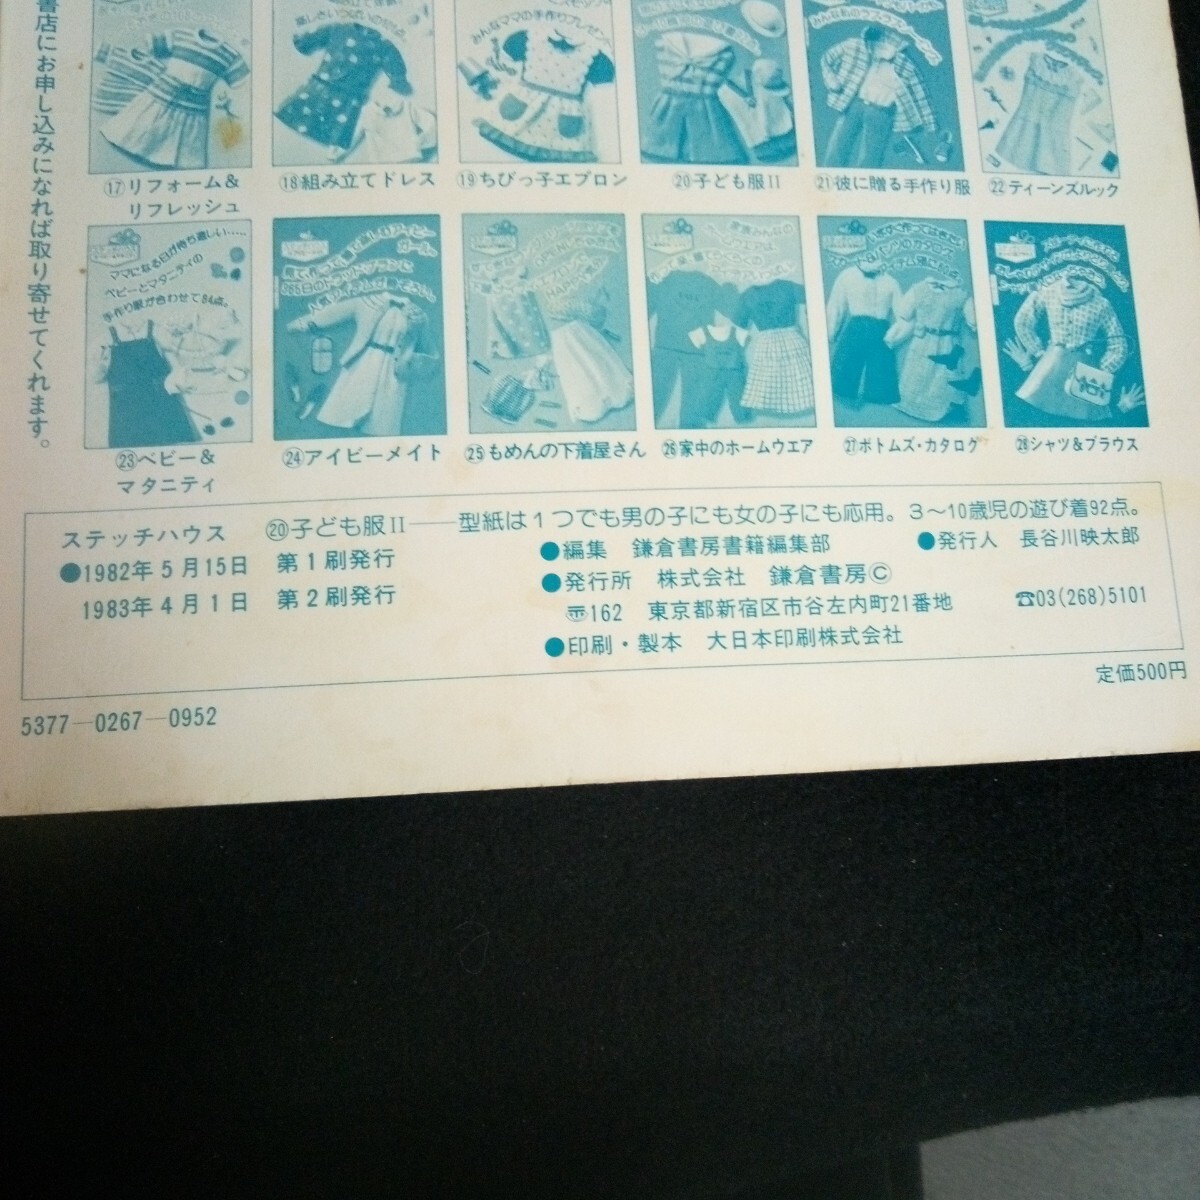 書店にお申し込みになれば取り寄せてくれます。
みんなママの手作りプレゼント
⑰リフォーム&
リフレッシュ
⑱組み立てドレス
⑲ちびっ子エプロン
⑳子ども服II
㉑彼に贈る手作り服
㉒ティーンズルック
ママになる日が待ち遠しい……
ベビーとマタニティの
手作り服が合わせて84点。
㉓ベビー&
マタニティ
㉔アイビーメイト
㉕もめんの下着屋さん
㉖家中のホームウエア
㉗ボトムズ・カタログ
㉘シャツ&ブラウス
ステッチハウス ⑳子ども服II——型紙は1つでも男の子にも女の子にも応用。3～10歳児の遊び着92点。
●1982年5月15日 第1刷発行
1983年4月1日 第2刷発行
●編集 鎌倉書房書籍編集部
●発行人 長谷川映太郎
●発行所 株式会社 鎌倉書房©
〒162 東京都新宿区市谷左内町21番地 ☎03(268)5101
●印刷・製本 大日本印刷株式会社
定価500円
5377—0267—0952